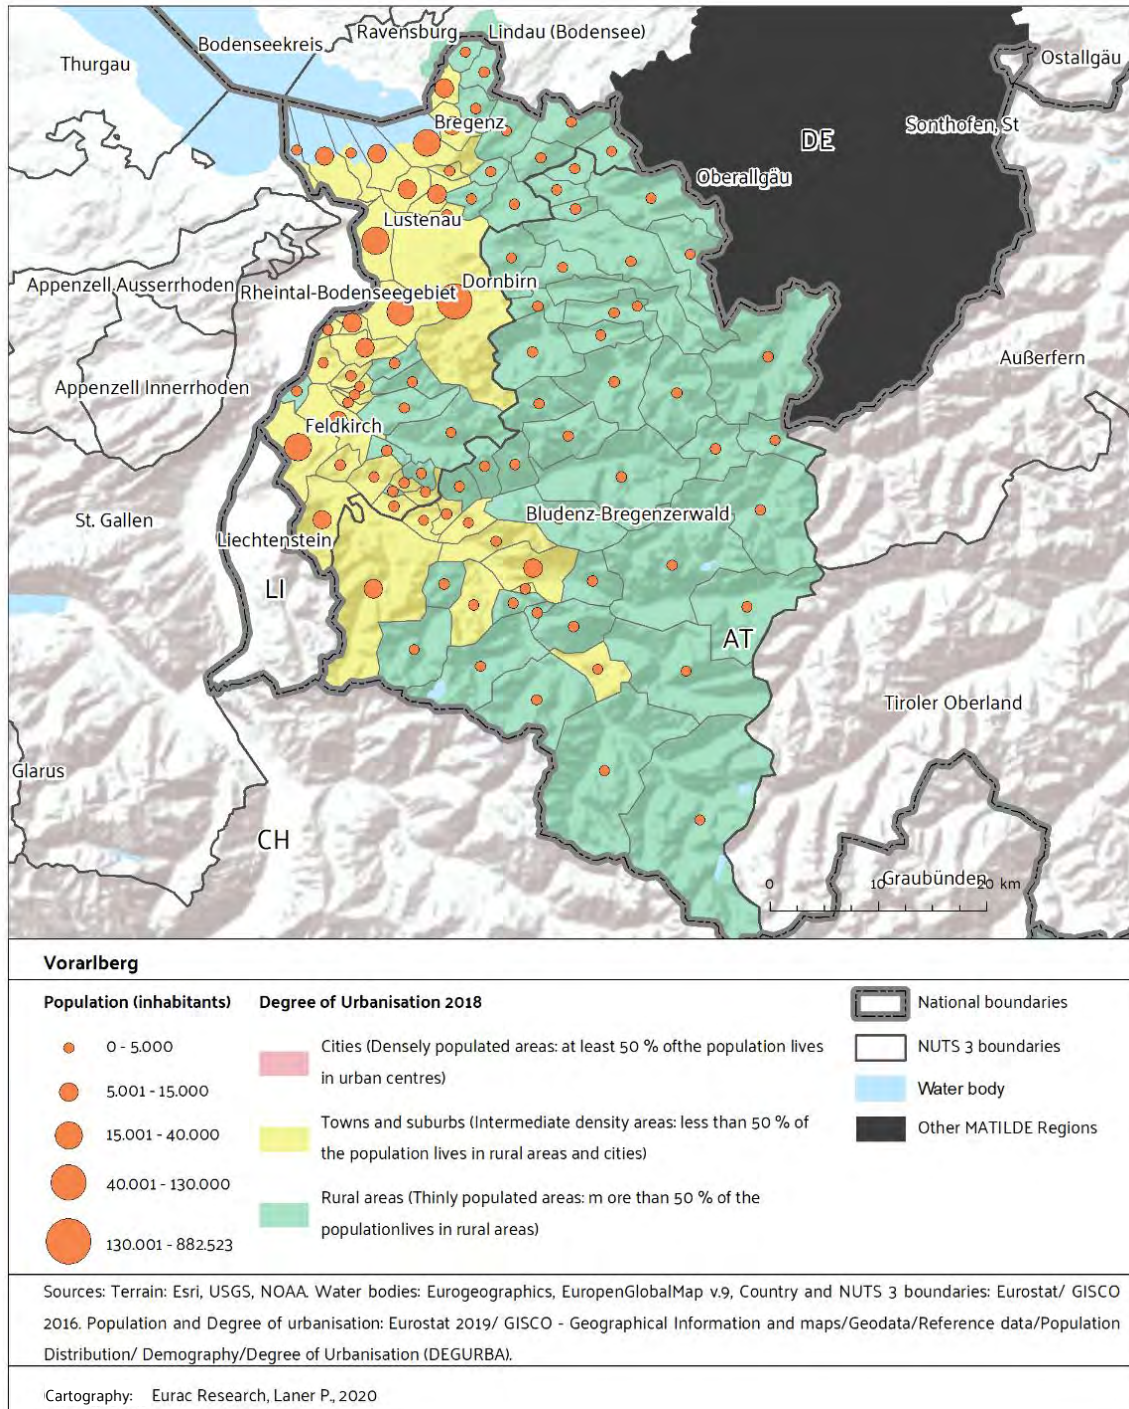 Ravensburg
Lindau (Bodensee)
Bodenseekreis
Thurgau
Ostallgäu
Bregenz
Sonthofen, St
DE
Oberallgäu
Lustenau
Appenzell Ausserrhoden
Rheintal-Bodenseegebiet
Dornbirn
Außerfern
Appenzell Innerrhoden
Feldkirch
St. Gallen
Bludenz-Bregenzerwald
Liechtenstein
LI
AT
Tiroler Oberland
Glarus
CH
Graubünden
0 10 20 km
Vorarlberg
Population (inhabitants)
0 - 5.000
5.001 - 15.000
15.001 - 40.000
40.001 - 130.000
130.001 - 882.523
Degree of Urbanisation 2018
Cities (Densely populated areas: at least 50 % ofthe population lives
in urban centres)
Towns and suburbs (Intermediate density areas: less than 50 % of
the population lives in rural areas and cities)
Rural areas (Thinly populated areas: m ore than 50 % of the
populationlives in rural areas)
National boundaries
NUTS 3 boundaries
Water body
Other MATILDE Regions
Sources: Terrain: Esri, USGS, NOAA. Water bodies: Eurogeographics, EuropenGlobalMap v.9, Country and NUTS 3 boundaries: Eurostat/ GISCO
2016. Population and Degree of urbanisation: Eurostat 2019/ GISCO - Geographical Information and maps/Geodata/Reference data/Population
Distribution/ Demography/Degree of Urbanisation (DEGURBA).
Cartography: Eurac Research, Laner P., 2020